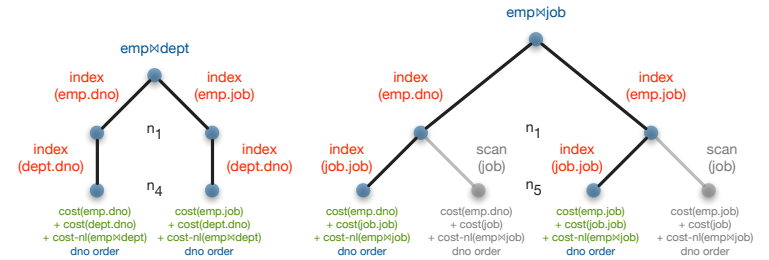 emp⋈dept
index
(emp.dno)
index
(emp.job)
n1
index
(dept.dno)
index
(dept.dno)
n4
cost(emp.dno)
+ cost(dept.dno)
+ cost-nl(emp⋈dept)
dno order
cost(emp.job)
+ cost(dept.dno)
+ cost-nl(emp⋈dept)
dno order
emp⋈job
index
(emp.dno)
index
(emp.job)
n1
index
(job.job)
scan
(job)
index
(job.job)
scan
(job)
n5
cost(emp.dno)
+ cost(job.job)
+ cost-nl(emp⋈job)
dno order
cost(emp.dno)
+ cost(job)
+ cost-nl(emp⋈job)
dno order
cost(emp.job)
+ cost(job.job)
+ cost-nl(emp⋈job)
dno order
cost(emp.job)
+ cost(job)
+ cost-nl(emp⋈job)
dno order